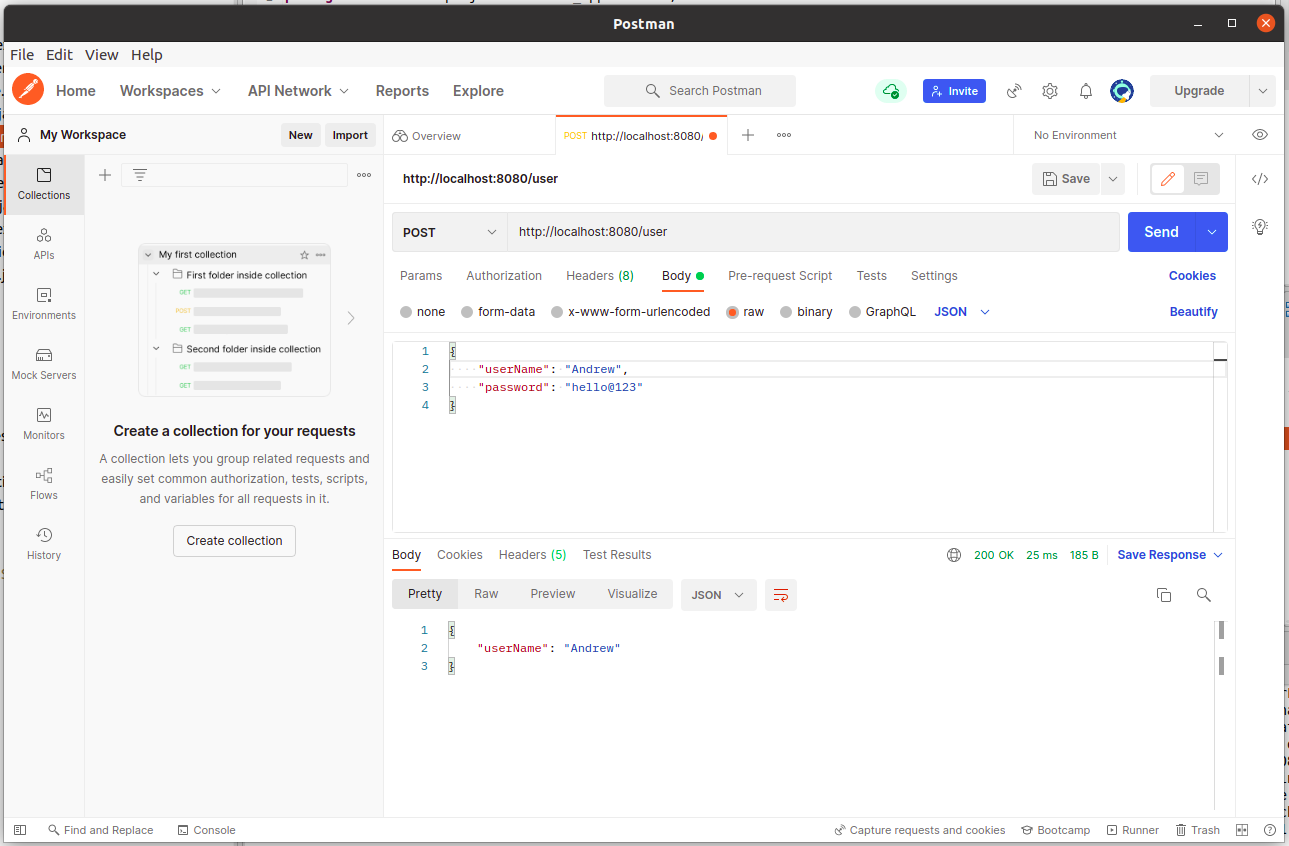 Postman
File Edit View Help
Home Workspaces API Network Reports Explore Search Postman Invite Upgrade
My Workspace New Import Overview POST http://localhost:8080/ No Environment
Collections
APIs
Environments
Mock Servers
Monitors
Flows
History
My first collection
First folder inside collection
GET
POST
GET
Second folder inside collection
GET
GET
Create a collection for your requests
A collection lets you group related requests and
easily set common authorization, tests, scripts,
and variables for all requests in it.
Create collection
http://localhost:8080/user Save
POST http://localhost:8080/user Send
Params Authorization Headers (8) Body Pre-request Script Tests Settings Cookies
none form-data x-www-form-urlencoded raw binary GraphQL JSON Beautify
1 {
2 "userName": "Andrew",
3 "password": "hello@123"
4 }
Body Cookies Headers (5) Test Results 200 OK 25 ms 185 B Save Response
Pretty Raw Preview Visualize JSON
1 {
2 "userName": "Andrew"
3 }
Find and Replace Console Capture requests and cookies Bootcamp Runner Trash